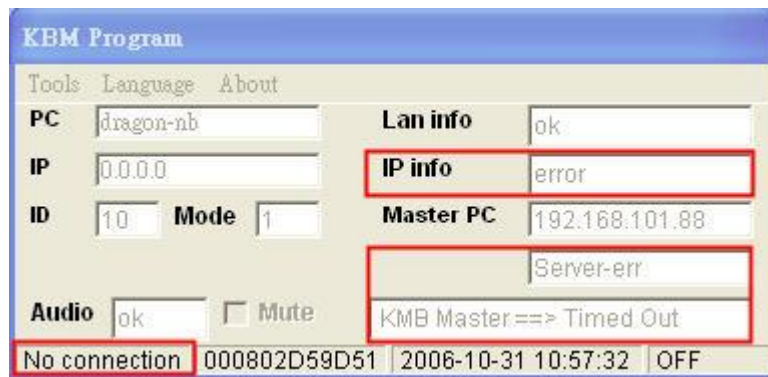 KBM Program
Tools Language About
PC dragon-nb Lan info ok
IP 0.0.0.0 IP info error
ID 10 Mode 1 Master PC 192.168.101.88
Server-err
Audio ok Mute KMB Master==> Timed Out
No connection 000802D59D51 2006-10-31 10:57:32 OFF